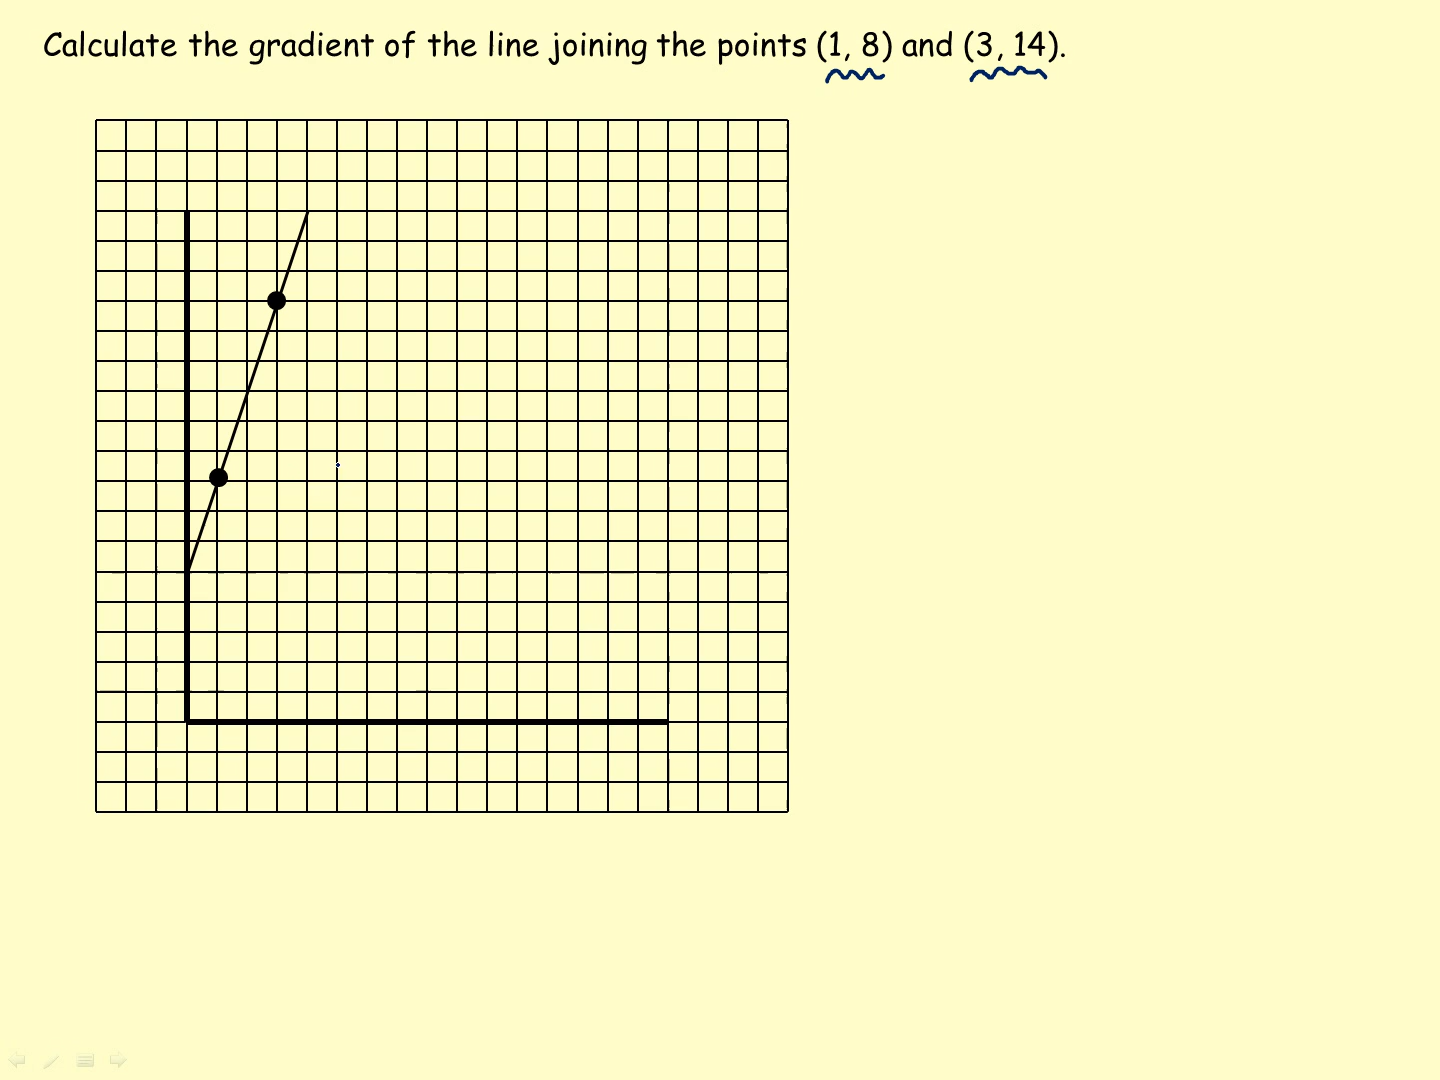 Calculate the gradient of the line joining the points (1, 8) and (3, 14).